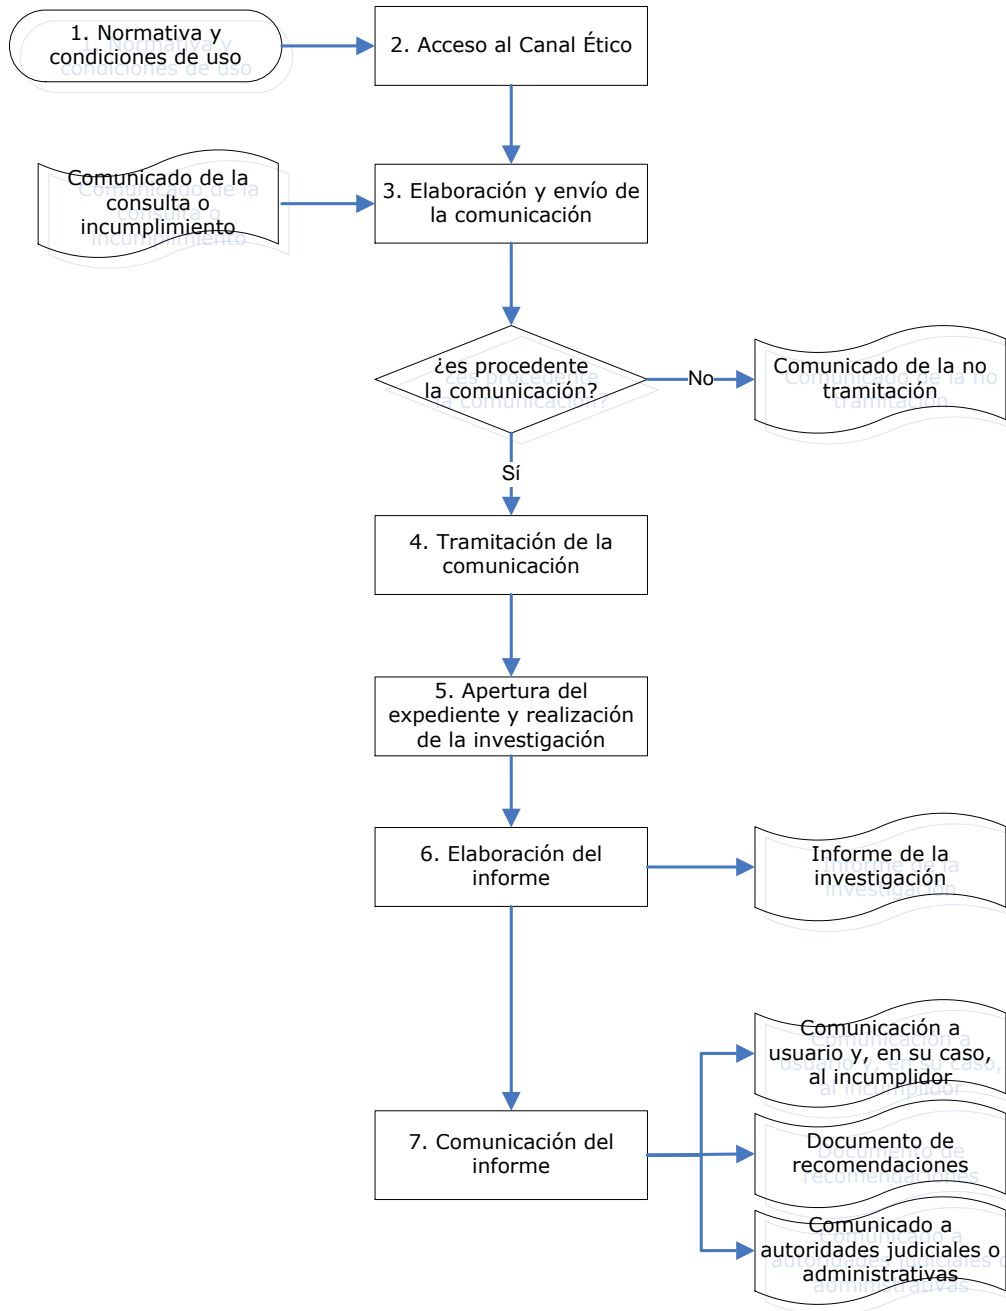 1. Normativa y
condiciones de uso
2. Acceso al Canal Ético
Comunicado de la
consulta o
incumplimiento
3. Elaboración y envío de
la comunicación
¿es procedente
la comunicación?
No
Comunicado de la no
tramitación
Sí
4. Tramitación de la
comunicación
5. Apertura del
expediente y realización
de la investigación
6. Elaboración del
informe
Informe de la
investigación
Comunicación a
usuario y, en su caso,
al incumplidor
7. Comunicación del
informe
Documento de
recomendaciones
Comunicado a
autoridades judiciales o
administrativas